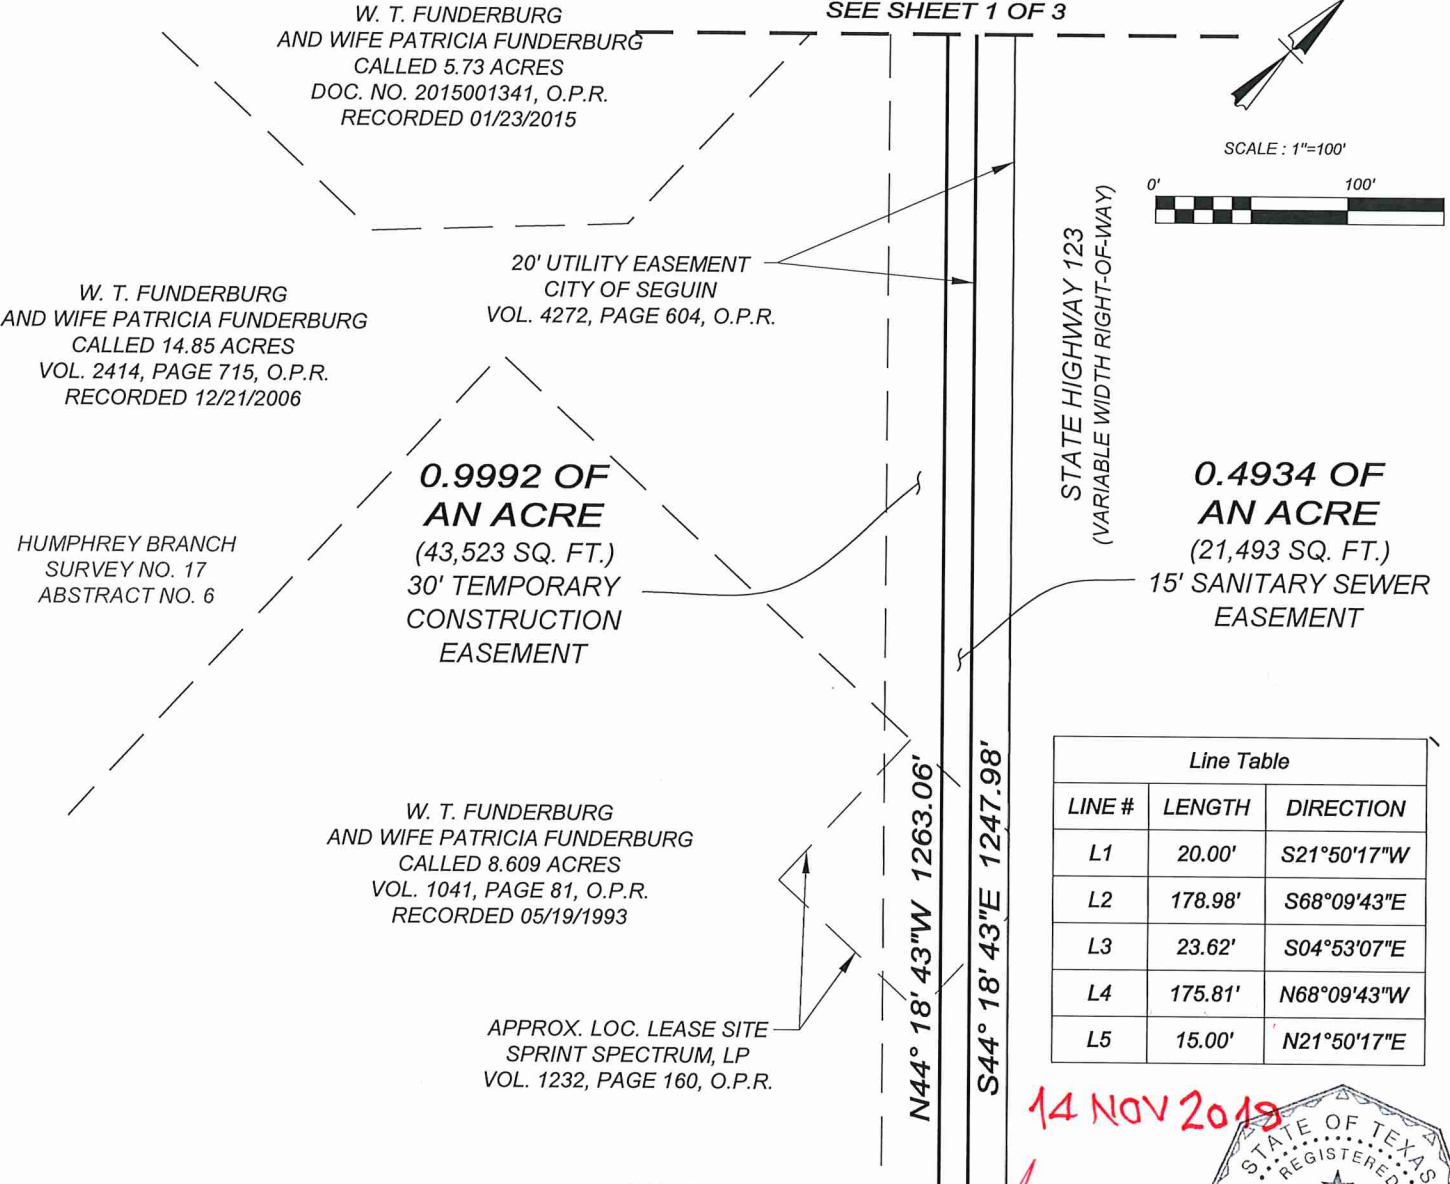 SEE SHEET 1 OF 3
W. T. FUNDERBURG
AND WIFE PATRICIA FUNDERBURG
CALLED 5.73 ACRES
DOC. NO. 2015001341, O.P.R.
RECORDED 01/23/2015
SCALE : 1"=100'
0' 100'
20' UTILITY EASEMENT
CITY OF SEGUIN
VOL. 4272, PAGE 604, O.P.R.
W. T. FUNDERBURG
AND WIFE PATRICIA FUNDERBURG
CALLED 14.85 ACRES
VOL. 2414, PAGE 715, O.P.R.
RECORDED 12/21/2006
STATE HIGHWAY 123
(VARIABLE WIDTH RIGHT-OF-WAY)
0.9992 OF
AN ACRE
(43,523 SQ. FT.)
30' TEMPORARY
CONSTRUCTION
EASEMENT
0.4934 OF
AN ACRE
(21,493 SQ. FT.)
15' SANITARY SEWER
EASEMENT
HUMPHREY BRANCH
SURVEY NO. 17
ABSTRACT NO. 6
N44° 18' 43"W 1263.06'
S44° 18' 43"E 1247.98'
Line Table
LINE # LENGTH DIRECTION
L1 20.00' S21°50'17"W
L2 178.98' S68°09'43"E
L3 23.62' S04°53'07"E
L4 175.81' N68°09'43"W
L5 15.00' N21°50'17"E
W. T. FUNDERBURG
AND WIFE PATRICIA FUNDERBURG
CALLED 8.609 ACRES
VOL. 1041, PAGE 81, O.P.R.
RECORDED 05/19/1993
APPROX. LOC. LEASE SITE
SPRINT SPECTRUM, LP
VOL. 1232, PAGE 160, O.P.R.
14 NOV 2018
STATE OF TEXAS
REGISTERED